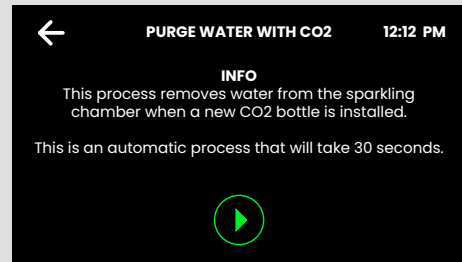 PURGE WATER WITH CO2 12:12 PM
INFO
This process removes water from the sparkling
chamber when a new CO2 bottle is installed.
This is an automatic process that will take 30 seconds.